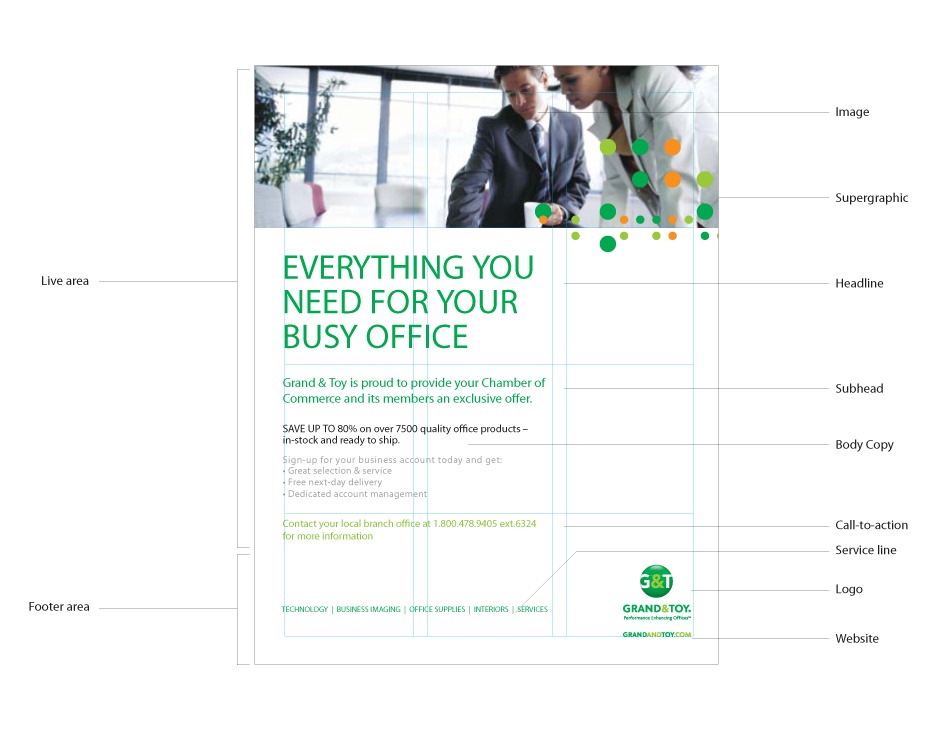 Image
Supergraphic
Live area
EVERYTHING YOU
NEED FOR YOUR
BUSY OFFICE
Headline
Grand & Toy is proud to provide your Chamber of
Commerce and its members an exclusive offer.
Subhead
SAVE UP TO 80% on over 7500 quality office products –
in-stock and ready to ship.
Body Copy
Sign-up for your business account today and get:
• Great selection & service
• Free next-day delivery
• Dedicated account management
Contact your local branch office at 1.800.478.9405 ext.6324
for more information
Call-to-action
Service line
G&T
Logo
Footer area
TECHNOLOGY | BUSINESS IMAGING | OFFICE SUPPLIES | INTERIORS | SERVICES
GRAND&TOY.
Performance Enhancing Offices™
GRANDANDTOY.COM
Website